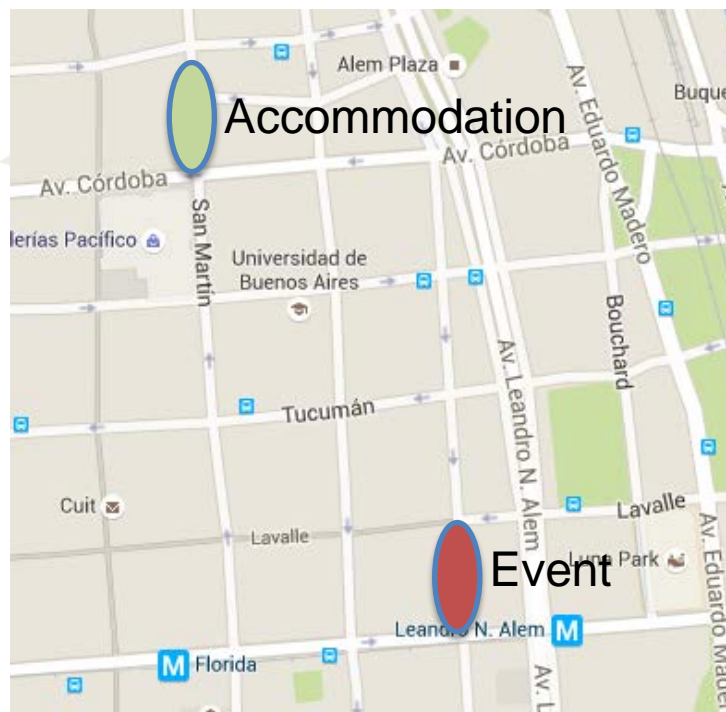 Alem Plaza
Av. Eduardo Madero
Buque
Accommodation
Av. Córdoba
Av. Córdoba
San Martín
lerías Pacífico
Universidad de
Buenos Aires
Bouchard
Av. Leandro N. Alem
Tucumán
Cuit
Lavalle
Lavalle
Event
Luna Park
Av. Eduardo Mader
Leandro N. Alem
M
M
Florida
Av. L